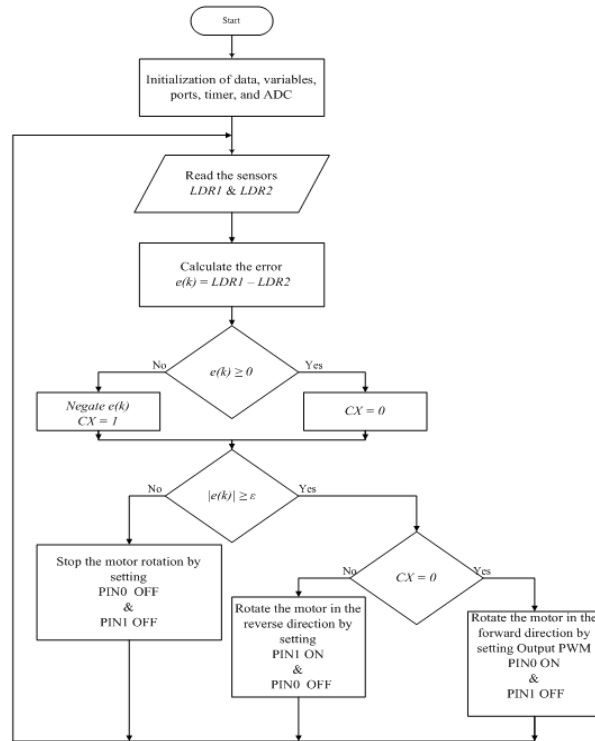 Start
Initialization of data, variables,
ports, timer, and ADC
Read the sensors
LDR1 & LDR2
Calculate the error
e(k) = LDR1 – LDR2
No
e(k) ≥ 0
Yes
Negate e(k)
CX = 1
CX = 0
No
|e(k)| ≥ ε
Yes
Stop the motor rotation by
setting
PIN0 OFF
&
PIN1 OFF
No
CX = 0
Yes
Rotate the motor in the
reverse direction by
setting
PIN1 ON
&
PIN0 OFF
Rotate the motor in the
forward direction by
setting Output PWM
PIN0 ON
&
PIN1 OFF